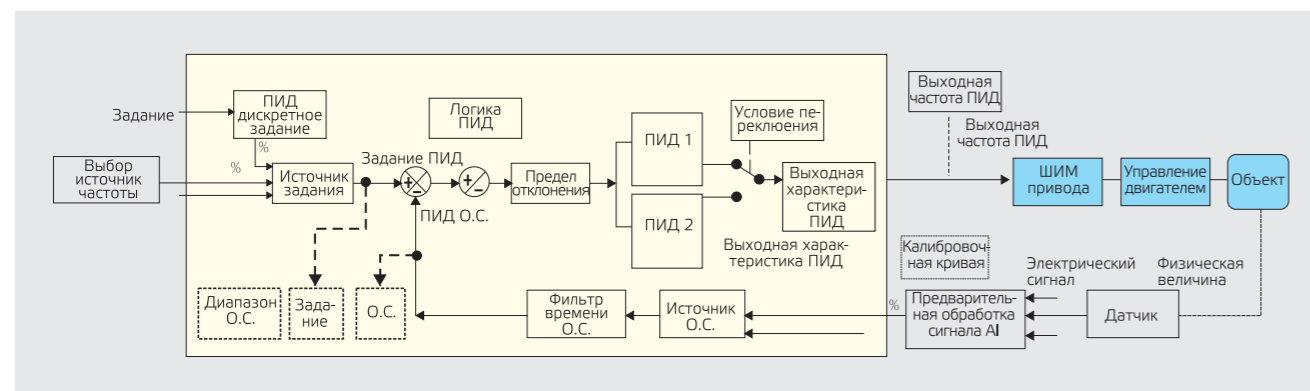 Задание
ПИД
дискретное
задание
%
Логика
ПИД
Условие пе-
реклюения
Выходная
частота ПИД
Выходная
частота ПИД
Выбор
источник
частоты
%
Источник
задания
Задание ПИД
+
-
+
-
Предел
отклонения
ПИД 1
ПИД 2
Выходная
характери-
стика
ПИД
ШИМ
привода
Управление
двигателем
Объект
ПИД О.С.
Выходная харак-
теристика ПИД
Диапазон
О.С.
Зада-
ние
О.С.
Фильтр
времени
О.С.
Источник
О.С.
%
Калибровоч-
ная кривая
Предваритель-
ная обработка
сигнала AI
Электрический
сигнал
Датчик
Физическая
величина